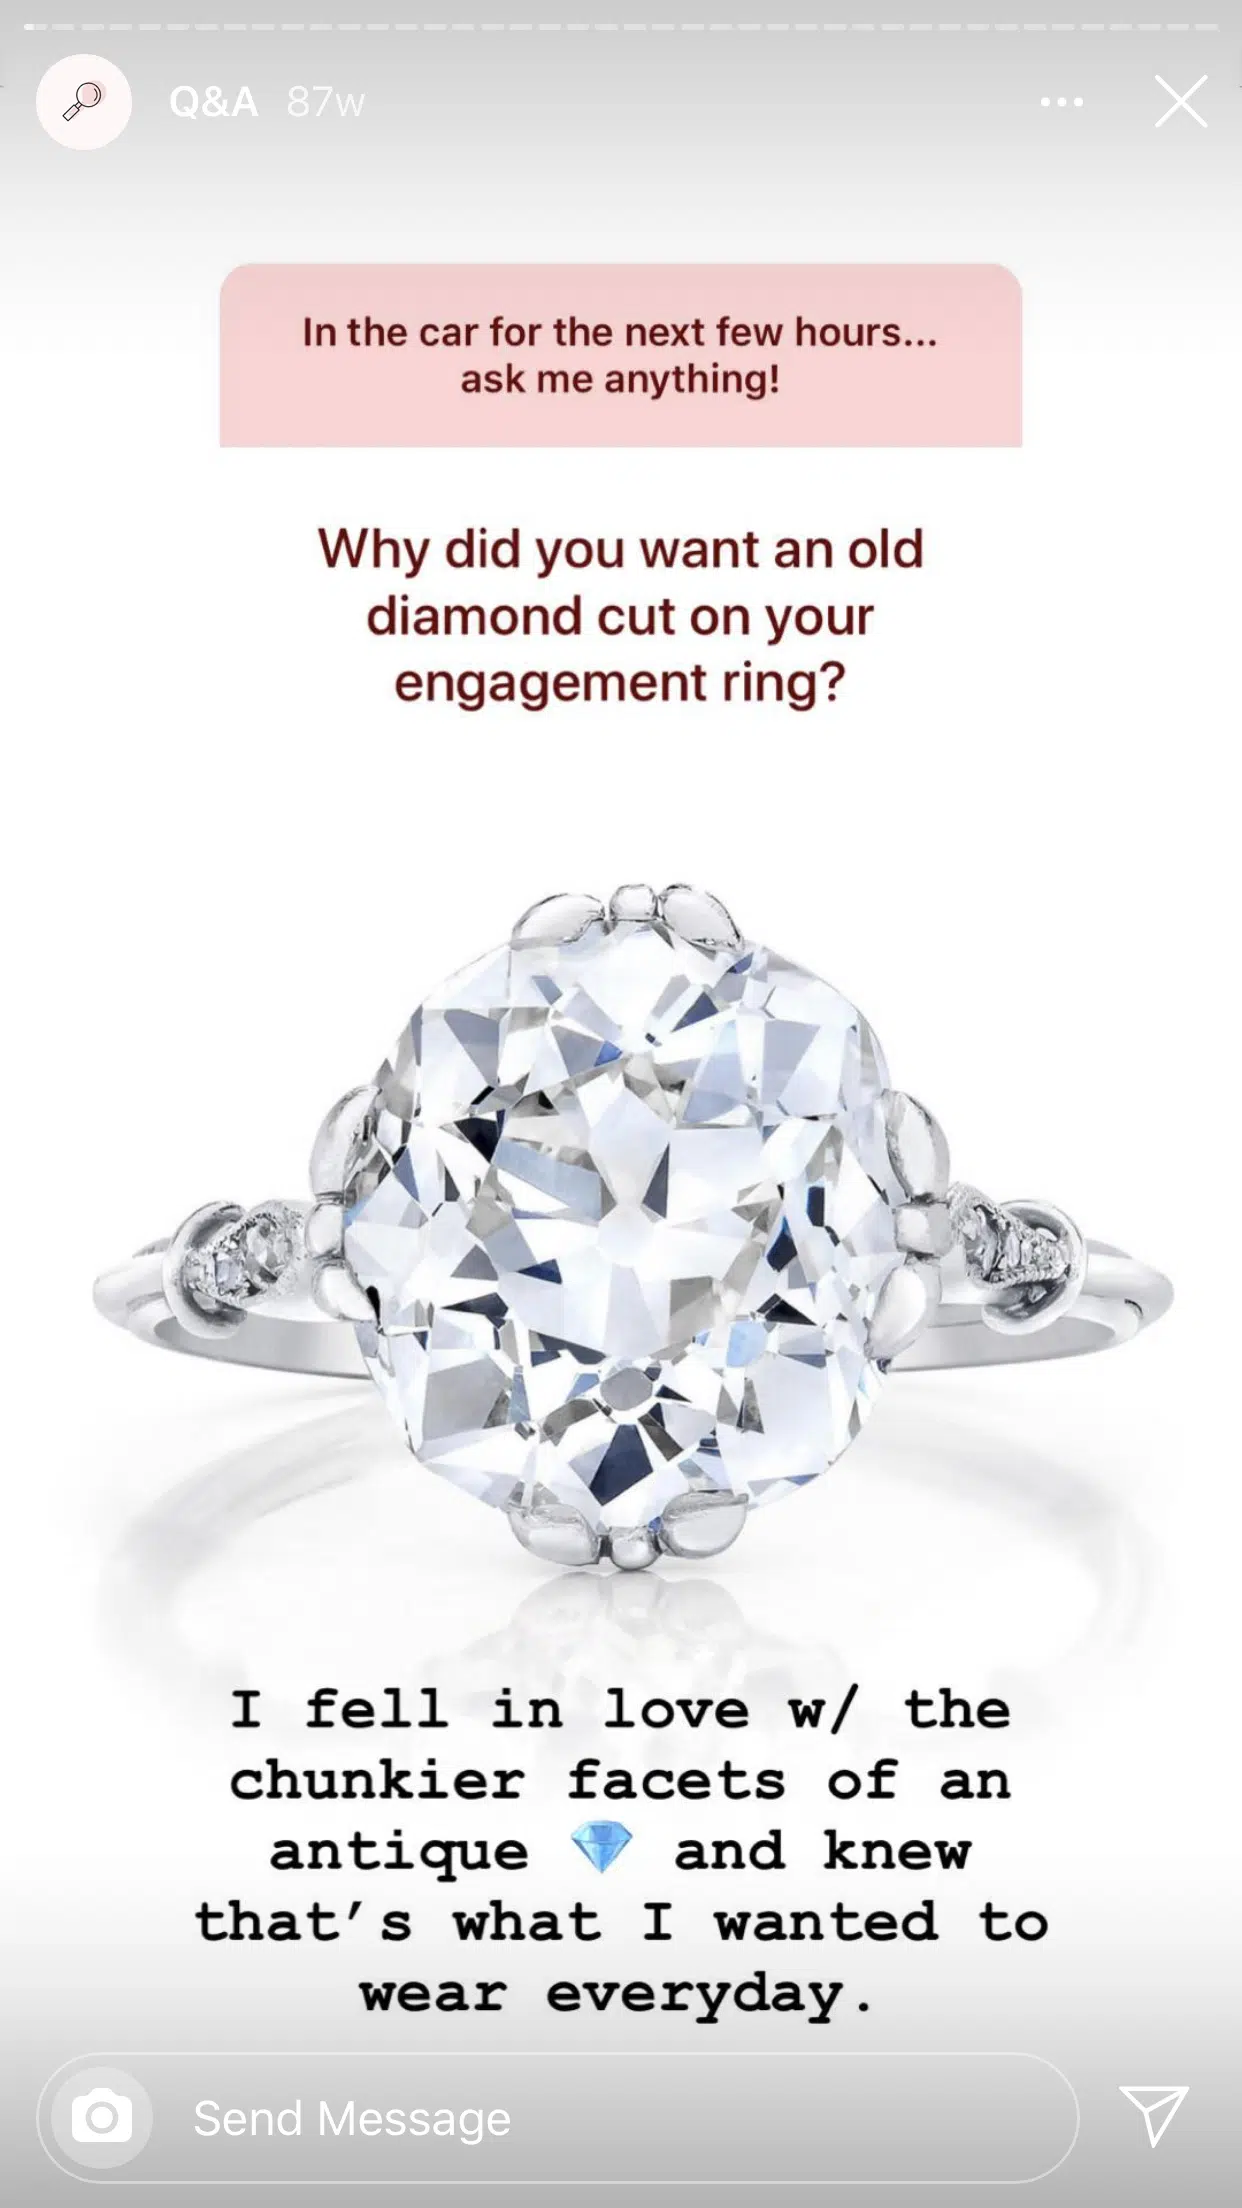 Q&A 87w
In the car for the next few hours...
ask me anything!
Why did you want an old
diamond cut on your
engagement ring?
I fell in love w/ the
chunkier facets of an
antique 💎 and knew
that’s what I wanted to
wear everyday.
Send Message